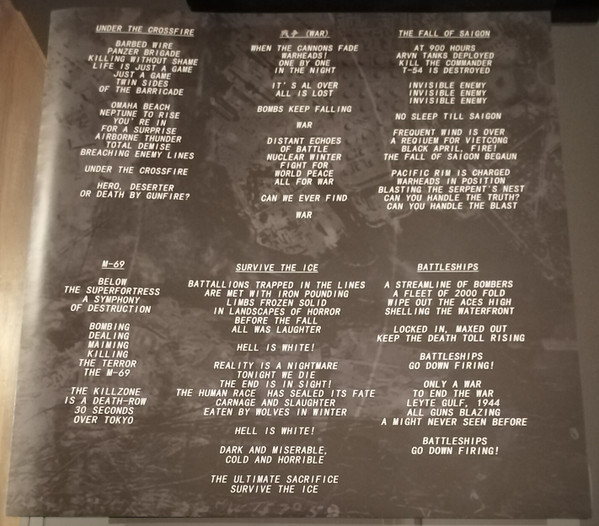 UNDER THE CROSSFIRE
BARBED WIRE
PANZER BRIGADE
KILLING WITHOUT SHAME
LIFE IS JUST A GAME
JUST A GAME
TWIN SIDES
OF THE BARRICADE
OMAHA BEACH
NEPTUNE TO RISE
YOU'RE IN
FOR A SURPRISE
AIRBORNE THUNDER
TOTAL DEMISE
BREACHING ENEMY LINES
UNDER THE CROSSFIRE
HERO, DESERTER
OR DEATH BY GUNFIRE?
(WAR)
WHEN THE CANNONS FADE
WARHEADS!
ONE BY ONE
IN THE NIGHT
IT'S AL OVER
ALL IS LOST
BOMBS KEEP FALLING
WAR
DISTANT ECHOES
OF BATTLE
NUCLEAR WINTER
FIGHT FOR
WORLD PEACE
ALL FOR WAR
CAN WE EVER FIND
WAR
THE FALL OF SAIGON
AT 900 HOURS
ARVN TANKS DEPLOYED
KILL THE COMMANDER
T-54 IS DESTROYED
INVISIBLE ENEMY
INVISIBLE ENEMY
INVISIBLE ENEMY
NO SLEEP TILL SAIGON
FREQUENT WIND IS OVER
A REQIUEM FOR VIETCONG
BLACK APRIL, FIRE!
THE FALL OF SAIGON BEGAUN
PACIFIC RIM IS CHARGED
WARHEADS IN POSITION
BLASTING THE SERPENT'S NEST
CAN YOU HANDLE THE TRUTH?
CAN YOU HANDLE THE BLAST
M-69
BELOW
THE SUPERFORTRESS
A SYMPHONY
OF DESTRUCTION
BOMBING
DEALING
MAIMING
KILLING
THE TERROR
THE M-69
THE KILLZONE
IS A DEATH-ROW
30 SECONDS
OVER TOKYO
SURVIVE THE ICE
BATTALLIONS TRAPPED IN THE LINES
ARE MET WITH IRON POUNDING
LIMBS FROZEN SOLID
IN LANDSCAPES OF HORROR
BEFORE THE FALL
ALL WAS LAUGHTER
HELL IS WHITE!
REALITY IS A NIGHTMARE
TONIGHT WE DIE
THE END IS IN SIGHT!
THE HUMAN RACE HAS SEALED ITS FATE
CARNAGE AND SLAUGHTER
EATEN BY WOLVES IN WINTER
HELL IS WHITE!
DARK AND MISERABLE,
COLD AND HORRIBLE
THE ULTIMATE SACRIFICE
SURVIVE THE ICE
BATTLESHIPS
A STREAMLINE OF BOMBERS
A FLEET OF 2000 FOLD
WIPE OUT THE ACES HIGH
SHELLING THE WATERFRONT
LOCKED IN, MAXED OUT
KEEP THE DEATH TOLL RISING
BATTLESHIPS
GO DOWN FIRING!
ONLY A WAR
TO END THE WAR
LEYTE GULF, 1944
ALL GUNS BLAZING
A MIGHT NEVER SEEN BEFORE
BATTLESHIPS
GO DOWN FIRING!